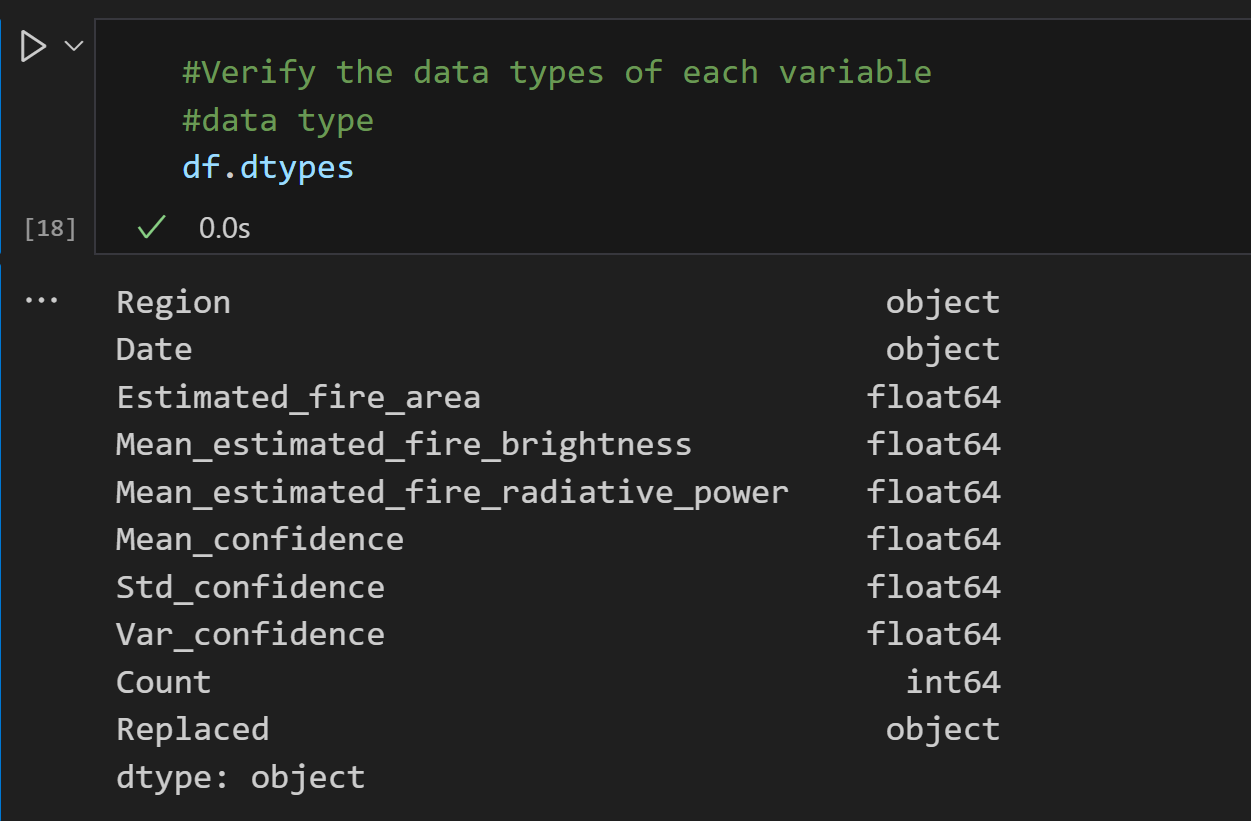 #Verify the data types of each variable
#data type
df.dtypes
[18] 0.0s
... Region object
Date object
Estimated_fire_area float64
Mean_estimated_fire_brightness float64
Mean_estimated_fire_radiative_power float64
Mean_confidence float64
Std_confidence float64
Var_confidence float64
Count int64
Replaced object
dtype: object